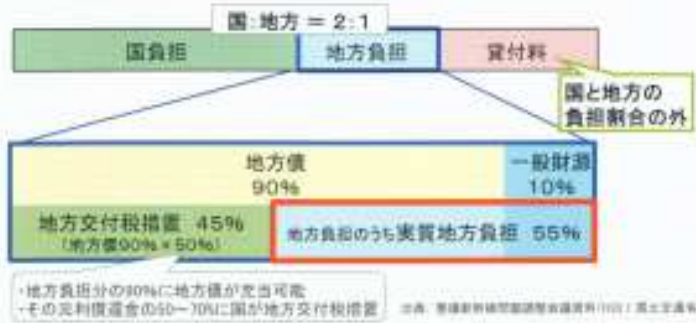 国:地方 = 2:1
国負担
地方負担
貸付料
国と地方の
負担割合の外
地方債
90%
一般財源
10%
地方交付税措置 45%
(地方債90%×50%)
地方負担のうち実質地方負担 55%
・地方負担分の90%に地方債が充当可能
・その元利償還金の50~70%に国が地方交付税措置